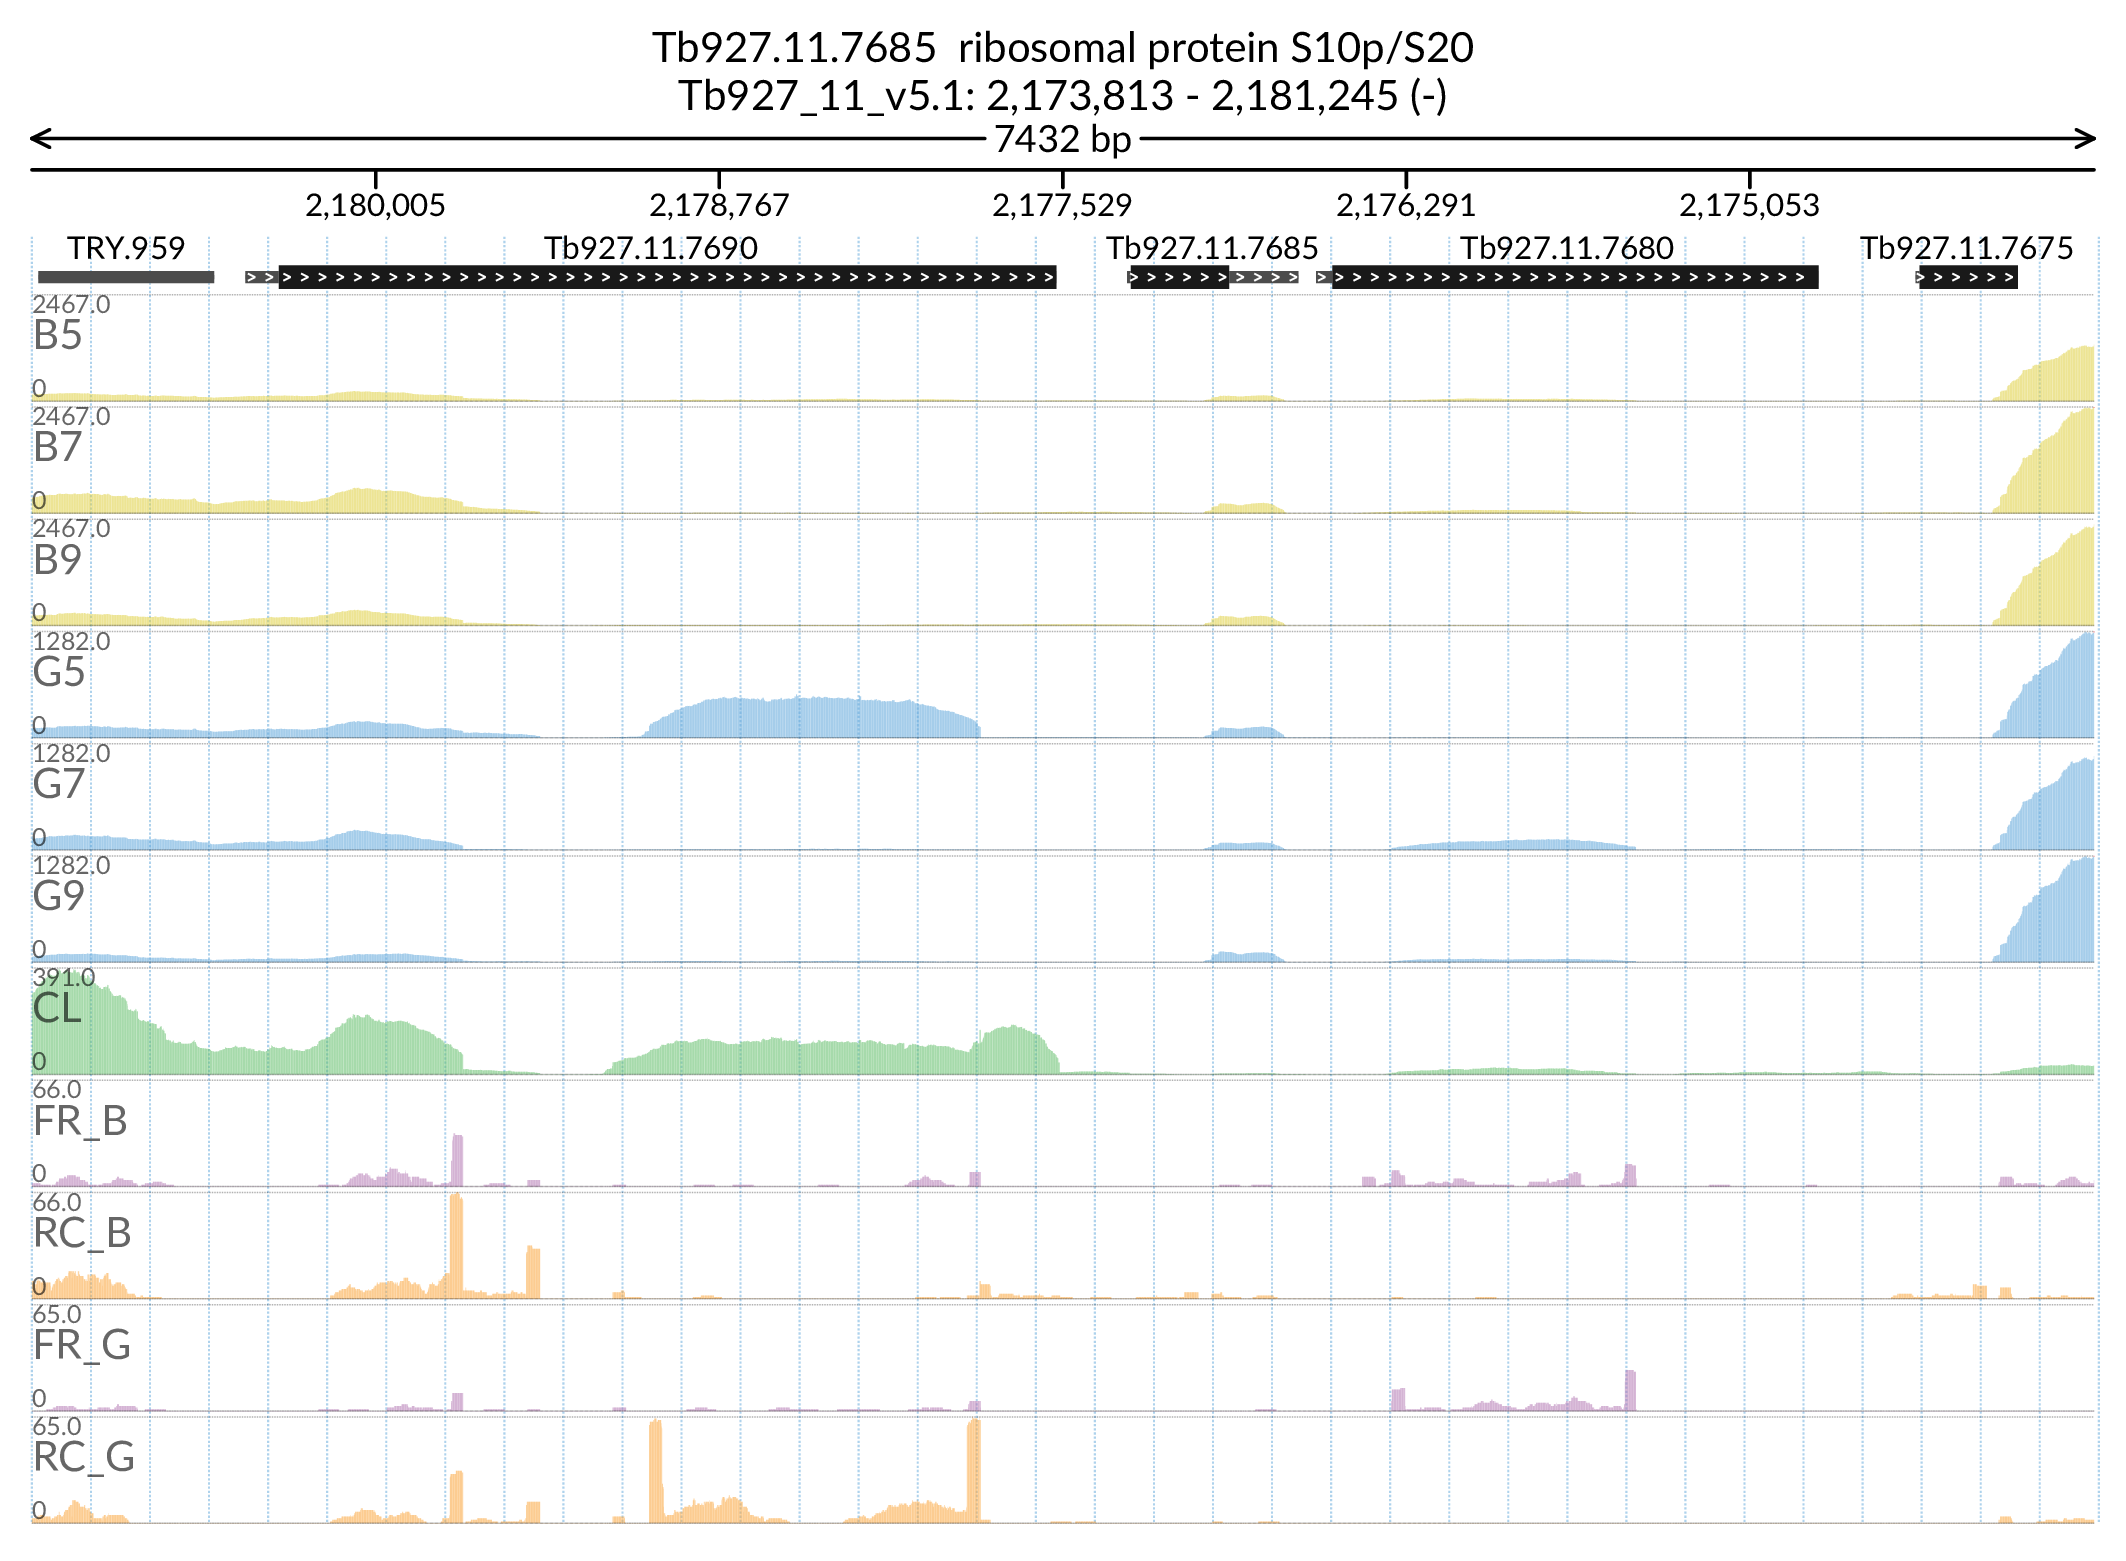 Tb927.11.7685 ribosomal protein S10p/S20
Tb927_11_v5.1: 2,173,813 - 2,181,245 (-)
7432 bp
2,180,005 2,178,767 2,177,529 2,176,291 2,175,053
TRY.959 Tb927.11.7690 Tb927.11.7685 Tb927.11.7680 Tb927.11.7675
2467.0
B5
0
2467.0
B7
0
2467.0
B9
0
1282.0
G5
0
1282.0
G7
0
1282.0
G9
0
391.0
CL
0
66.0
FR_B
0
66.0
RC_B
0
65.0
FR_G
0
65.0
RC_G
0